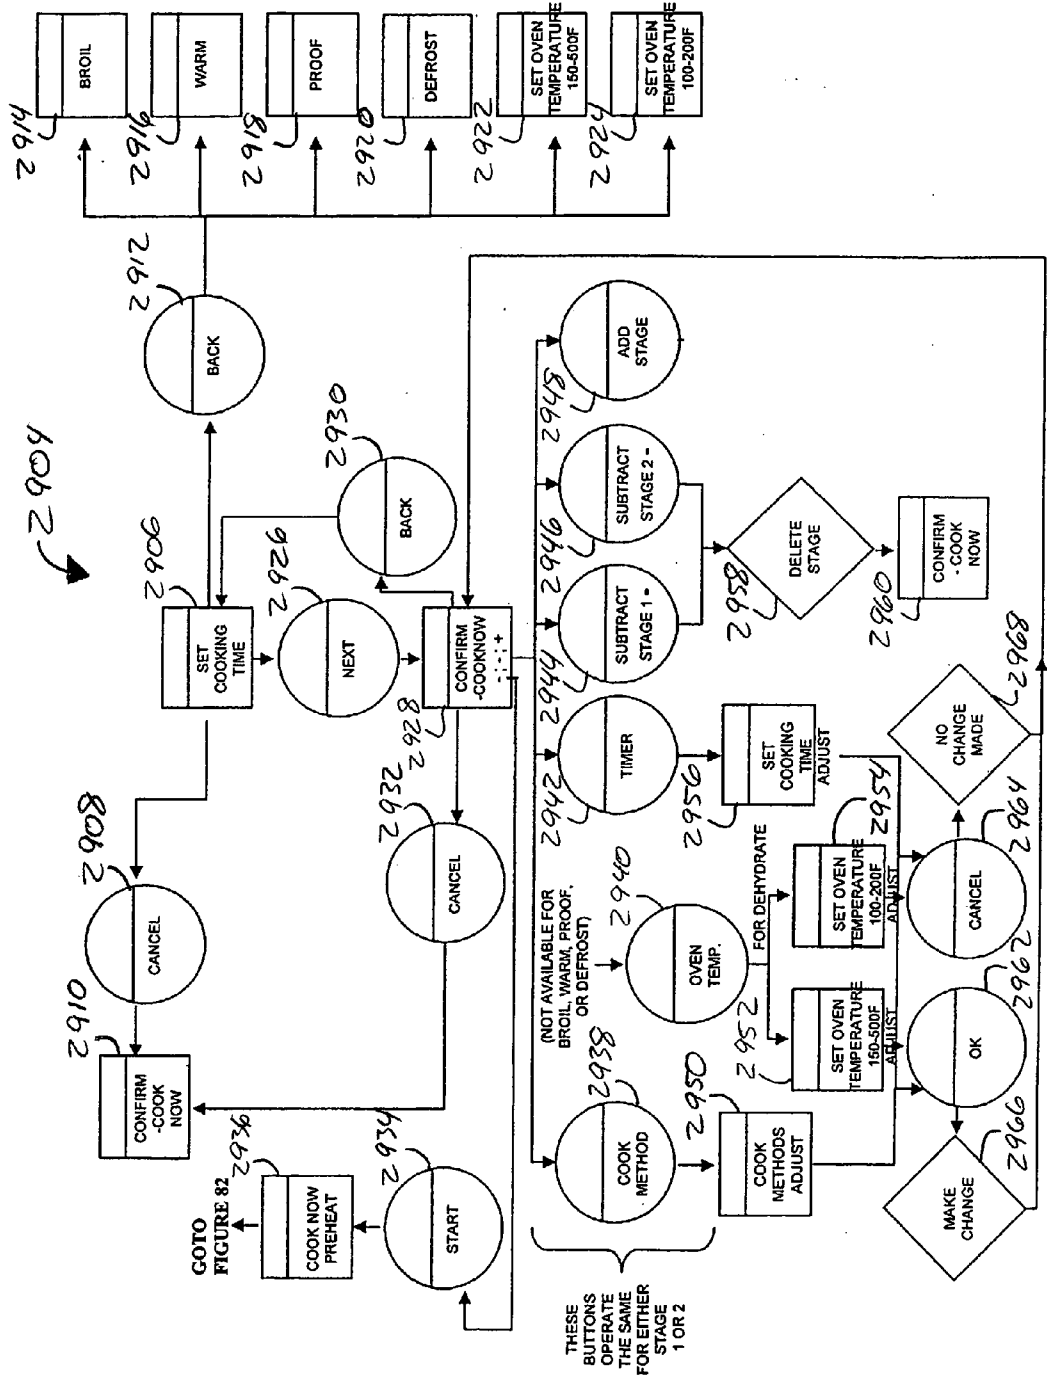 2904
2914
BROIL
2916
WARM
2918
PROOF
2920
DEFROST
2922
SET OVEN
TEMPERATURE
150-500F
2924
SET OVEN
TEMPERATURE
100-200F
2912
BACK
2906
SET
COOKING
TIME
2908
CANCEL
2910
CONFIRM
-COOK
NOW
2926
NEXT
2930
BACK
2928
CONFIRM
-COOKNOW
-:-:+
2932
CANCEL
2934
START
2936
COOK NOW
PREHEAT
GOTO
FIGURE 82
2938
COOK
METHOD
(NOT AVAILABLE FOR
BROIL, WARM, PROOF,
OR DEFROST)
2940
OVEN
TEMP.
2942
TIMER
2944
SUBTRACT
STAGE 1 =
2946
SUBTRACT
STAGE 2 =
2948
ADD
STAGE
THESE
BUTTONS
OPERATE
THE SAME
FOR EITHER
STAGE
1 OR 2
2950
COOK
METHODS
ADJUST
FOR DEHYDRATE
2952
SET OVEN
TEMPERATURE
150-500F
ADJUST
2954
SET OVEN
TEMPERATURE
100-200F
ADJUST
2956
SET
COOKING
TIME
ADJUST
2958
DELETE
STAGE
2960
CONFIRM
- COOK
NOW
2962
OK
2964
CANCEL
2966
MAKE
CHANGE
2968
NO
CHANGE
MADE